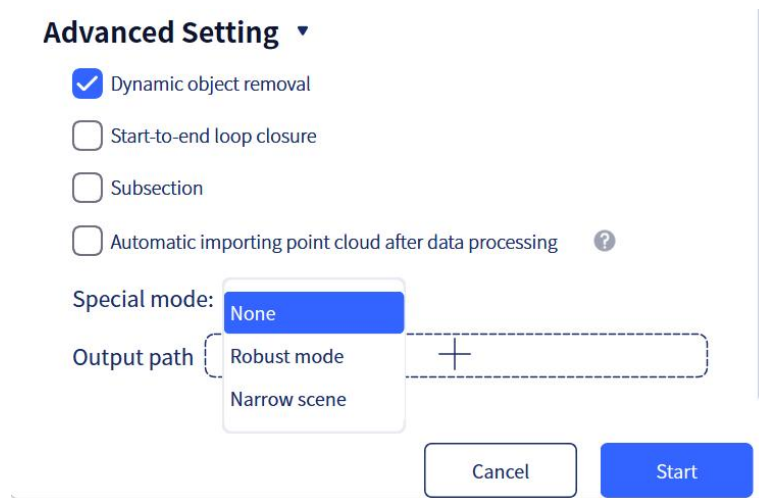 Advanced Setting
Dynamic object removal
Start-to-end loop closure
Subsection
Automatic importing point cloud after data processing ?
Special mode:
None
Output path
Robust mode
Narrow scene
Cancel Start